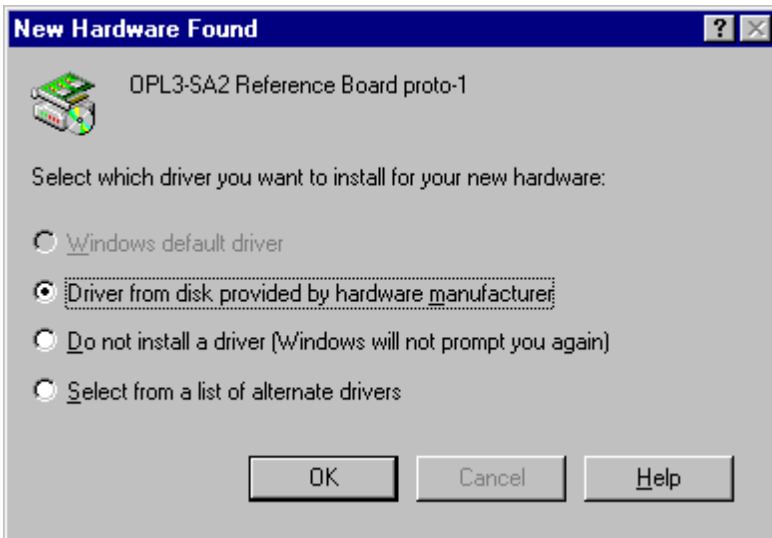 New Hardware Found
OPL3-SA2 Reference Board proto-1
Select which driver you want to install for your new hardware:
Windows default driver
Driver from disk provided by hardware manufacturer
Do not install a driver (Windows will not prompt you again)
Select from a list of alternate drivers
OK Cancel Help